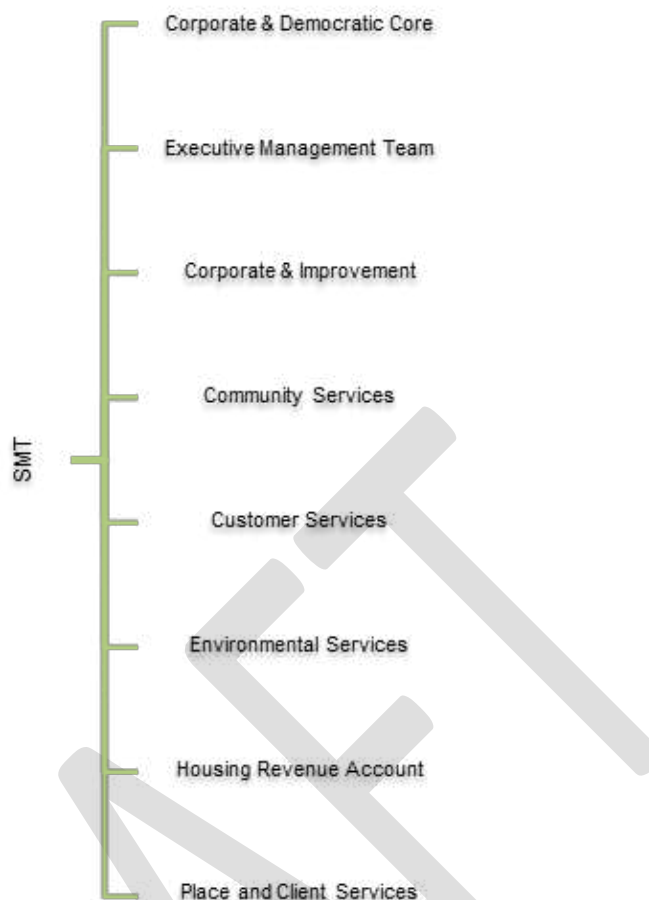 Corporate & Democratic Core
Executive Management Team
Corporate & Improvement
Community Services
SMT
Customer Services
Environmental Services
Housing Revenue Account
Place and Client Services